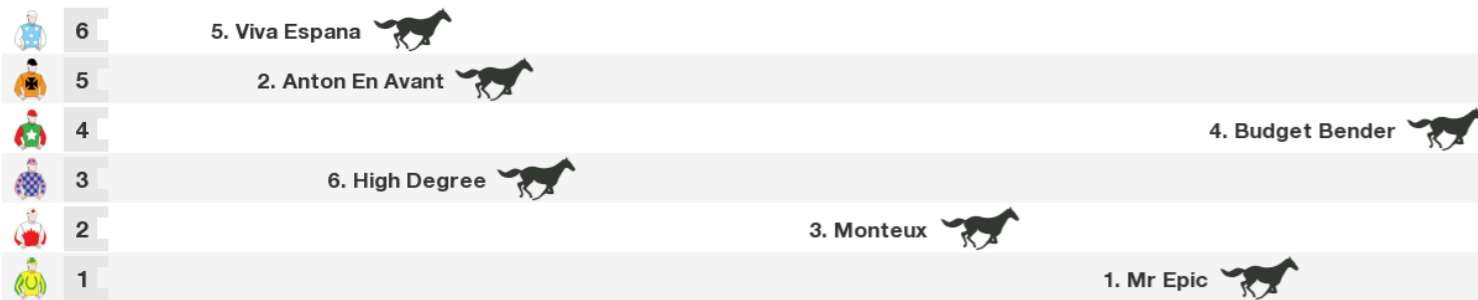 6 5. Viva Espana
5 2. Anton En Avant
4 4. Budget Bender
3 6. High Degree
2 3. Monteux
1 1. Mr Epic